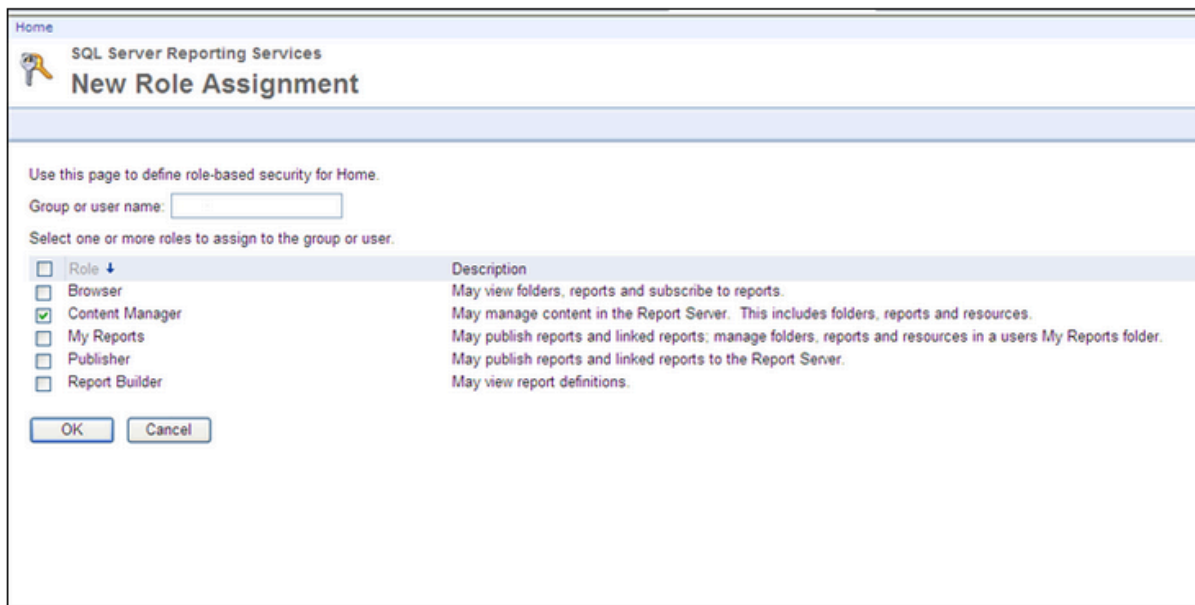 Home
SQL Server Reporting Services
New Role Assignment
Use this page to define role-based security for Home.
Group or user name:
Select one or more roles to assign to the group or user.
Role Description
Browser May view folders, reports and subscribe to reports.
Content Manager May manage content in the Report Server. This includes folders, reports and resources.
My Reports May publish reports and linked reports; manage folders, reports and resources in a users My Reports folder.
Publisher May publish reports and linked reports to the Report Server.
Report Builder May view report definitions.
OK Cancel